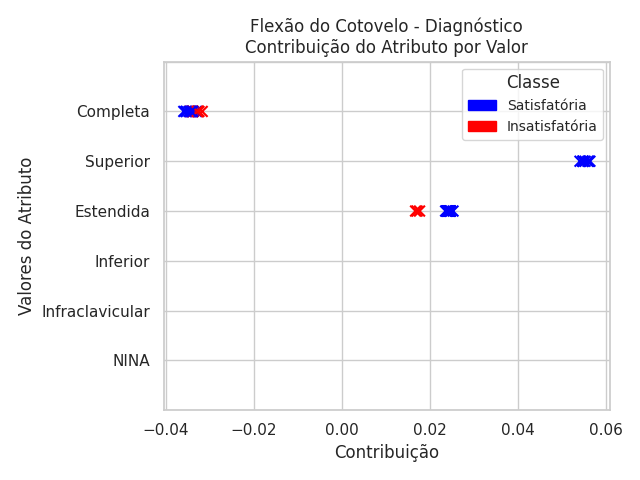 Flexão do Cotovelo - Diagnóstico
Contribuição do Atributo por Valor
Classe
Satisfatória
Insatisfatória
Valores do Atributo
Completa
Superior
Estendida
Inferior
Infraclavicular
NINA
−0.04 −0.02 0.00 0.02 0.04 0.06
Contribuição